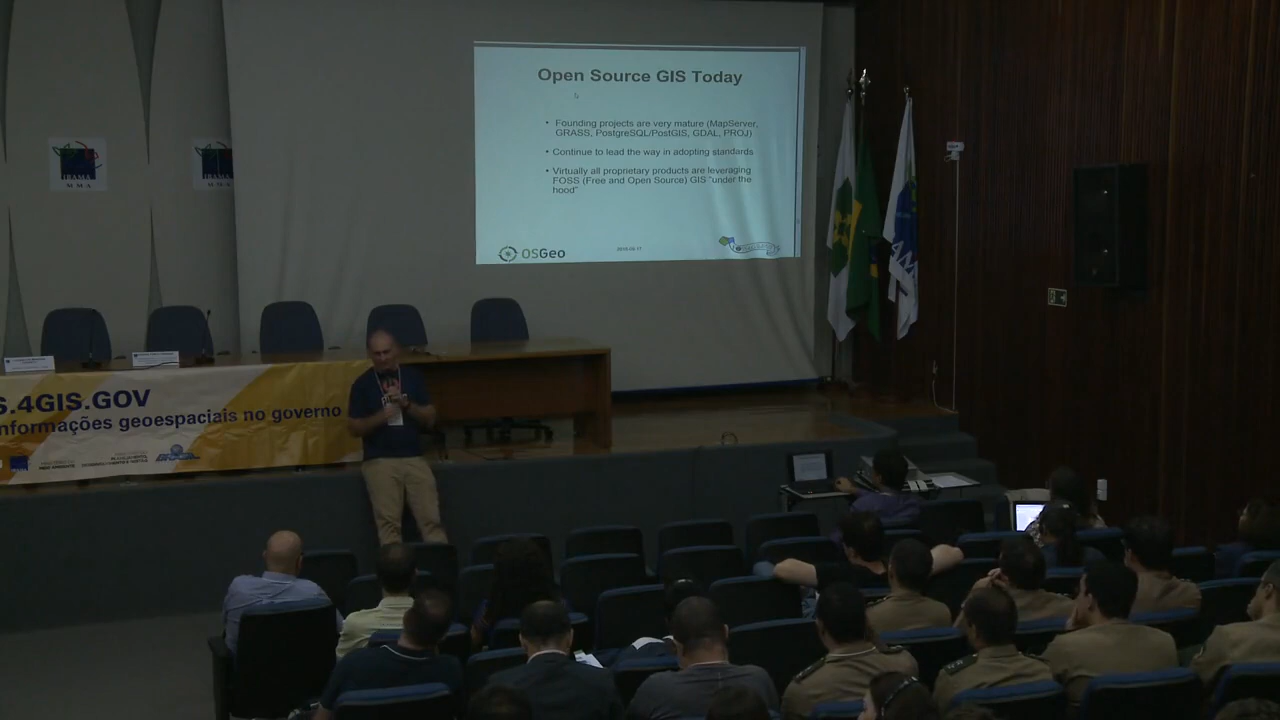 Open Source GIS Today
• Founding projects are very mature (MapServer,
GRASS, PostgreSQL/PostGIS, GDAL, PROJ)
• Continue to lead the way in adopting standards
• Virtually all proprietary products are leveraging
FOSS (Free and Open Source) GIS "under the
hood"
OSGeo
IBAMA
M M A
IBAMA
M M A
S.4GIS.GOV
nformações geoespaciais no governo